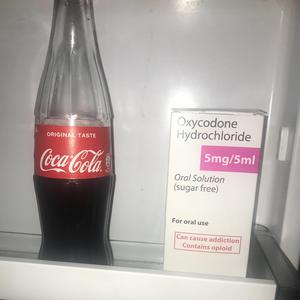 ORIGINAL TASTE
Coca-Cola
Oxycodone
Hydrochloride
5mg/5ml
Oral Solution
(sugar free)
For oral use
Can cause addiction
Contains opioid